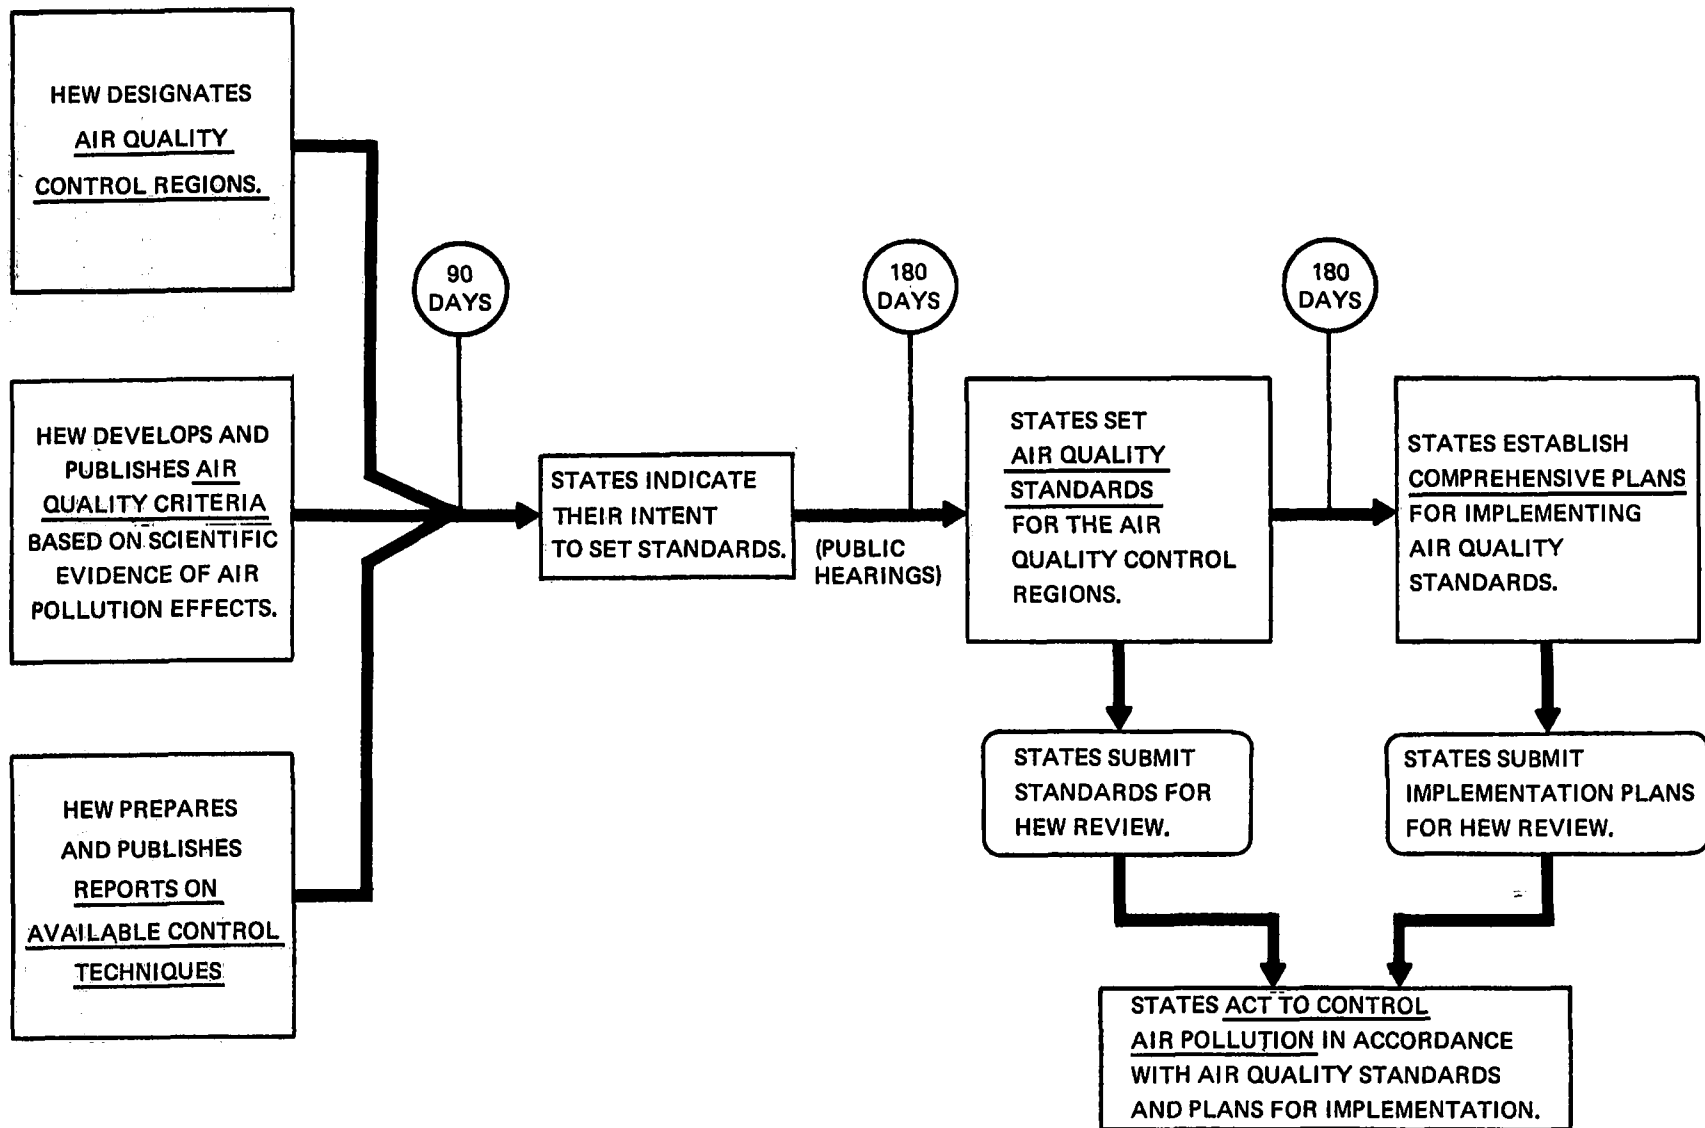 HEW DESIGNATES
AIR QUALITY
CONTROL REGIONS.
HEW DEVELOPS AND
PUBLISHES AIR
QUALITY CRITERIA
BASED ON SCIENTIFIC
EVIDENCE OF AIR
POLLUTION EFFECTS.
HEW PREPARES
AND PUBLISHES
REPORTS ON
AVAILABLE CONTROL
TECHNIQUES
90
DAYS
STATES INDICATE
THEIR INTENT
TO SET STANDARDS.
180
DAYS
(PUBLIC
HEARINGS)
STATES SET
AIR QUALITY
STANDARDS
FOR THE AIR
QUALITY CONTROL
REGIONS.
180
DAYS
STATES ESTABLISH
COMPREHENSIVE PLANS
FOR IMPLEMENTING
AIR QUALITY
STANDARDS.
STATES SUBMIT
STANDARDS FOR
HEW REVIEW.
STATES SUBMIT
IMPLEMENTATION PLANS
FOR HEW REVIEW.
STATES ACT TO CONTROL
AIR POLLUTION IN ACCORDANCE
WITH AIR QUALITY STANDARDS
AND PLANS FOR IMPLEMENTATION.